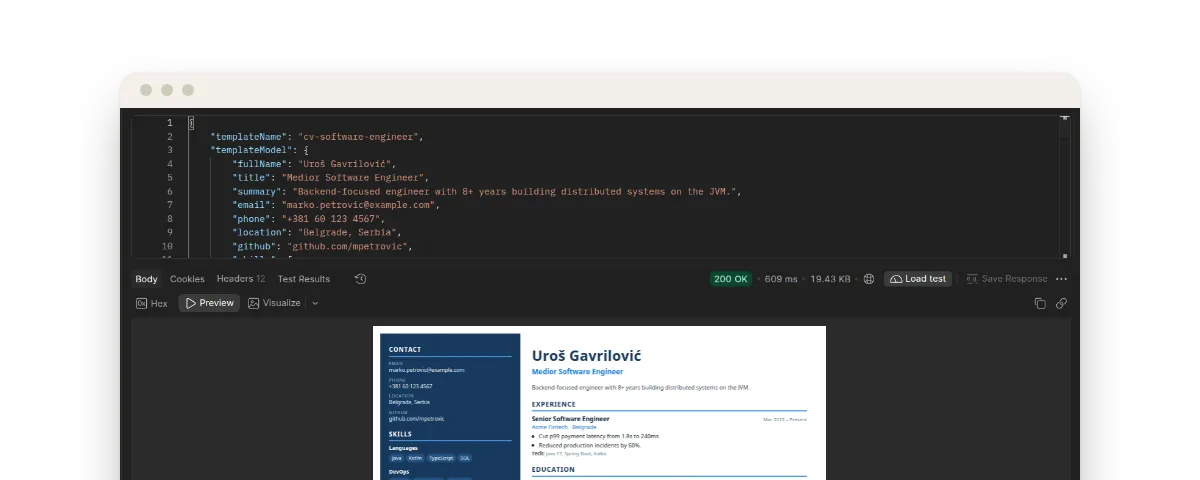 1 {
2 "templateName": "cv-software-engineer",
3 "templateModel": {
4 "fullName": "Uroš Gavrilović",
5 "title": "Medior Software Engineer",
6 "summary": "Backend-focused engineer with 8+ years building distributed systems on the JVM.",
7 "email": "marko.petrovic@example.com",
8 "phone": "+381 60 123 4567",
9 "location": "Belgrade, Serbia",
10 "github": "github.com/mpetrovic",
Body Cookies Headers 12 Test Results 200 OK • 609 ms • 19.43 KB • Load test Save Response
Hex Preview Visualize
CONTACT
EMAIL
marko.petrovic@example.com
PHONE
+381 60 123 4567
LOCATION
Belgrade, Serbia
GITHUB
github.com/mpetrovic
SKILLS
Languages
Java Kotlin TypeScript SQL
DevOps
Uroš Gavrilović
Medior Software Engineer
Backend-focused engineer with 8+ years building distributed systems on the JVM.
EXPERIENCE
Senior Software Engineer Mar 2022 – Present
Acme Fintech · Belgrade
• Cut p99 payment latency from 1.8s to 240ms.
• Reduced production incidents by 60%.
Tech: Java 17, Spring Boot, Kafka
EDUCATION